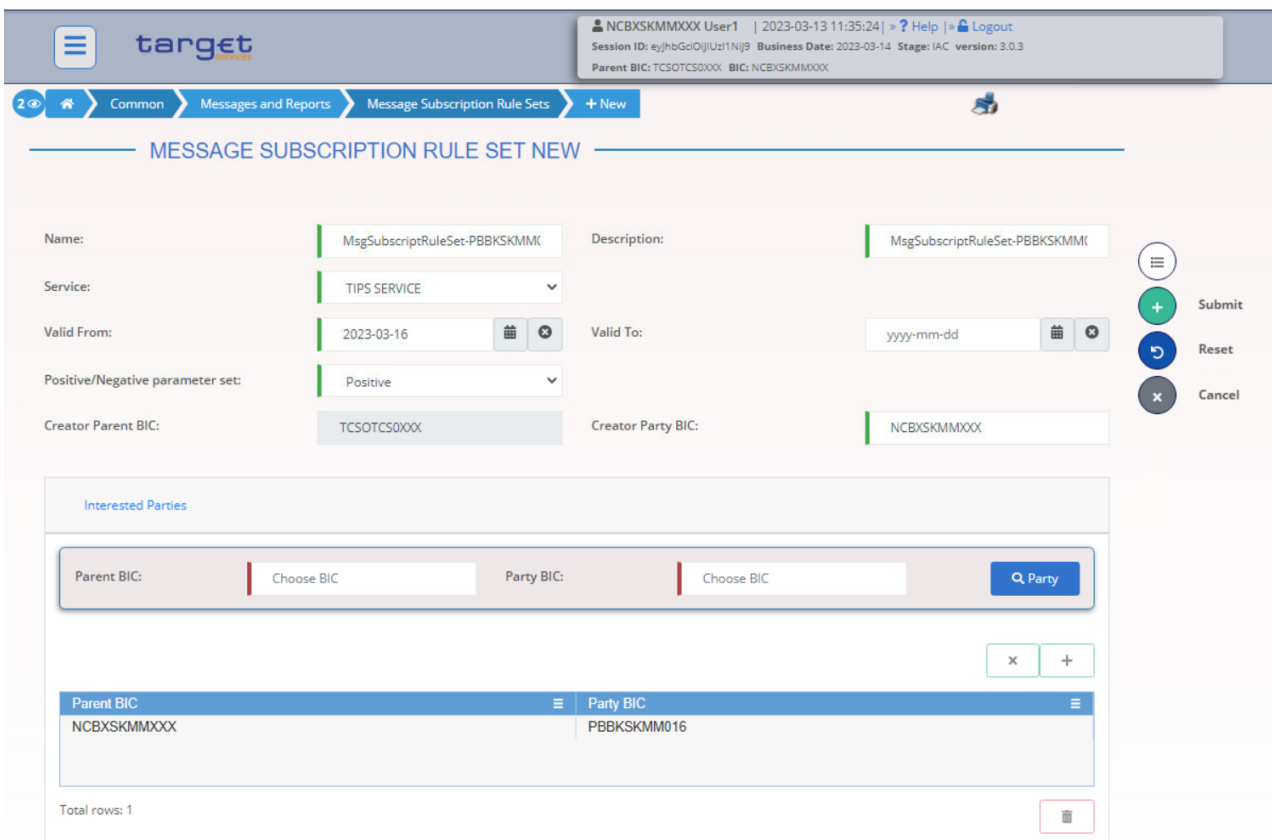 NCBXSKMMXXX User1 | 2023-03-13 11:35:24| » ? Help |» Logout
target
services
Session ID: eyJhbGciOiJIUzI1NiJ9 Business Date: 2023-03-14 Stage: IAC version: 3.0.3
Parent BIC: TCSOTCS0XXX BIC: NCBXSKMMXXX
2 Common Messages and Reports Message Subscription Rule Sets + New
MESSAGE SUBSCRIPTION RULE SET NEW
Name: MsgSubscriptRuleSet-PBBKSKMM( Description: MsgSubscriptRuleSet-PBBKSKMM(
Service: TIPS SERVICE
Submit
Valid From: 2023-03-16 Valid To: yyyy-mm-dd
Reset
Positive/Negative parameter set: Positive
Cancel
Creator Parent BIC: TCSOTCS0XXX Creator Party BIC: NCBXSKMMXXX
Interested Parties
Parent BIC: Choose BIC Party BIC: Choose BIC Party
Parent BIC Party BIC
NCBXSKMMXXX PBBKSKMM016
Total rows: 1